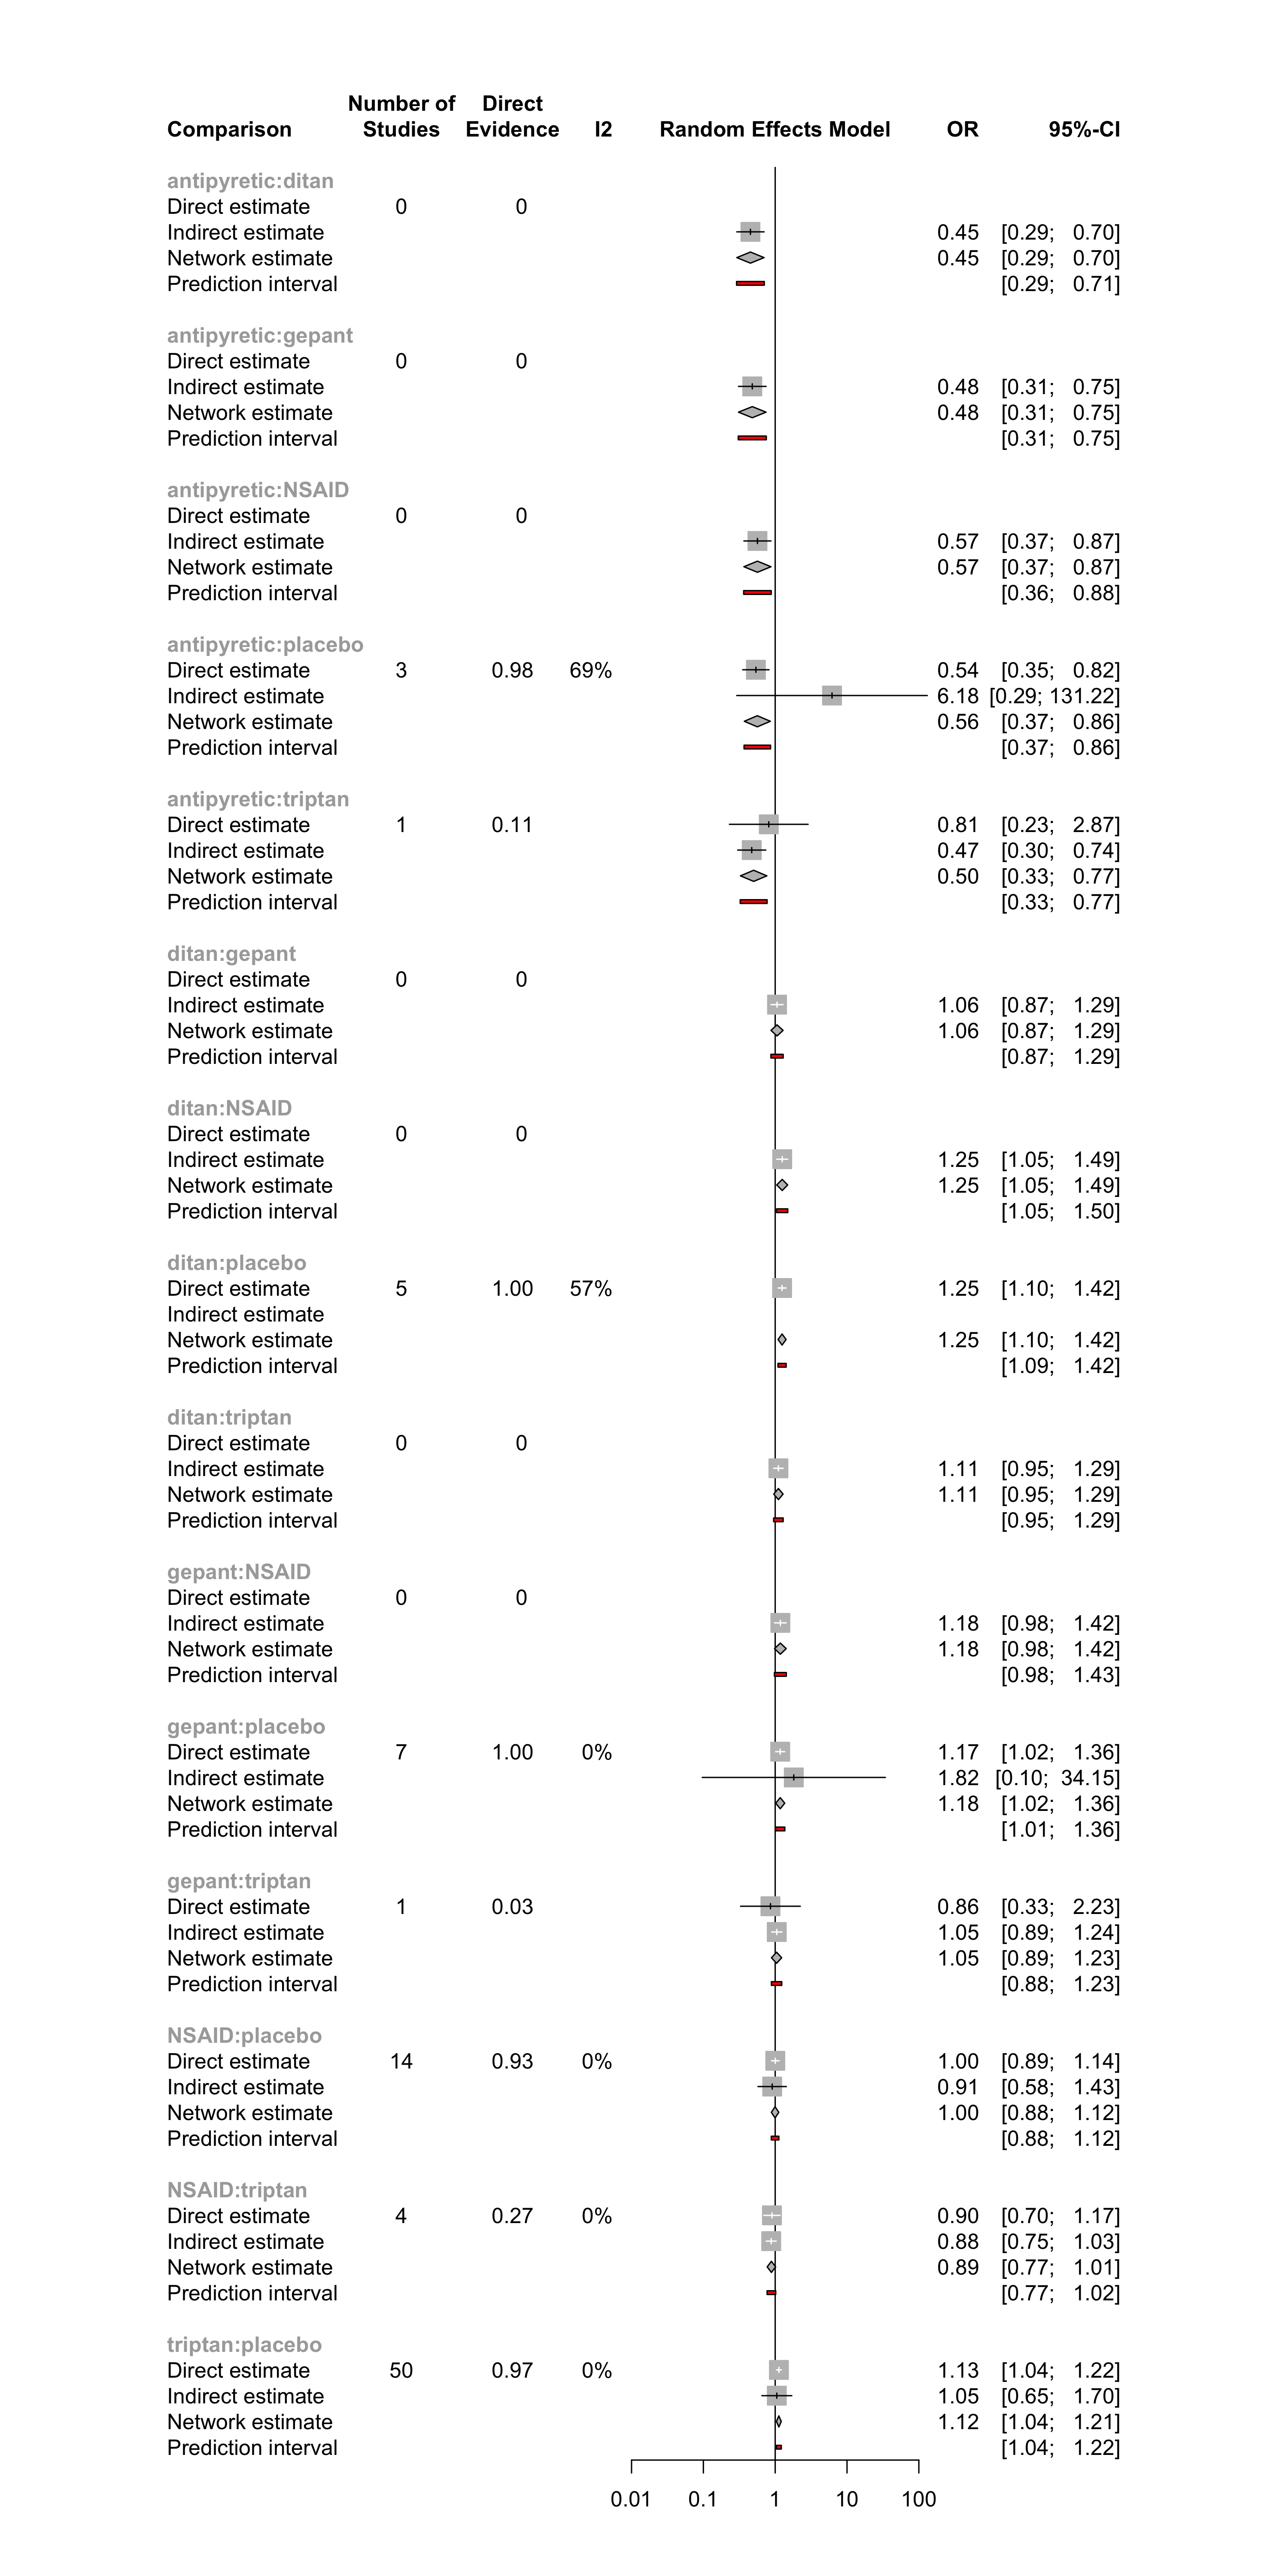 Number of Direct
Comparison Studies Evidence I2 Random Effects Model OR 95%-CI
antipyretic:ditan
Direct estimate 0 0
Indirect estimate 0.45 [0.29; 0.70]
Network estimate 0.45 [0.29; 0.70]
Prediction interval [0.29; 0.71]
antipyretic:gepant
Direct estimate 0 0
Indirect estimate 0.48 [0.31; 0.75]
Network estimate 0.48 [0.31; 0.75]
Prediction interval [0.31; 0.75]
antipyretic:NSAID
Direct estimate 0 0
Indirect estimate 0.57 [0.37; 0.87]
Network estimate 0.57 [0.37; 0.87]
Prediction interval [0.36; 0.88]
antipyretic:placebo
Direct estimate 3 0.98 69% 0.54 [0.35; 0.82]
Indirect estimate 6.18 [0.29; 131.22]
Network estimate 0.56 [0.37; 0.86]
Prediction interval [0.37; 0.86]
antipyretic:triptan
Direct estimate 1 0.11 0.81 [0.23; 2.87]
Indirect estimate 0.47 [0.30; 0.74]
Network estimate 0.50 [0.33; 0.77]
Prediction interval [0.33; 0.77]
ditan:gepant
Direct estimate 0 0
Indirect estimate 1.06 [0.87; 1.29]
Network estimate 1.06 [0.87; 1.29]
Prediction interval [0.87; 1.29]
ditan:NSAID
Direct estimate 0 0
Indirect estimate 1.25 [1.05; 1.49]
Network estimate 1.25 [1.05; 1.49]
Prediction interval [1.05; 1.50]
ditan:placebo
Direct estimate 5 1.00 57% 1.25 [1.10; 1.42]
Indirect estimate
Network estimate 1.25 [1.10; 1.42]
Prediction interval [1.09; 1.42]
ditan:triptan
Direct estimate 0 0
Indirect estimate 1.11 [0.95; 1.29]
Network estimate 1.11 [0.95; 1.29]
Prediction interval [0.95; 1.29]
gepant:NSAID
Direct estimate 0 0
Indirect estimate 1.18 [0.98; 1.42]
Network estimate 1.18 [0.98; 1.42]
Prediction interval [0.98; 1.43]
gepant:placebo
Direct estimate 7 1.00 0% 1.17 [1.02; 1.36]
Indirect estimate 1.82 [0.10; 34.15]
Network estimate 1.18 [1.02; 1.36]
Prediction interval [1.01; 1.36]
gepant:triptan
Direct estimate 1 0.03 0.86 [0.33; 2.23]
Indirect estimate 1.05 [0.89; 1.24]
Network estimate 1.05 [0.89; 1.23]
Prediction interval [0.88; 1.23]
NSAID:placebo
Direct estimate 14 0.93 0% 1.00 [0.89; 1.14]
Indirect estimate 0.91 [0.58; 1.43]
Network estimate 1.00 [0.88; 1.12]
Prediction interval [0.88; 1.12]
NSAID:triptan
Direct estimate 4 0.27 0% 0.90 [0.70; 1.17]
Indirect estimate 0.88 [0.75; 1.03]
Network estimate 0.89 [0.77; 1.01]
Prediction interval [0.77; 1.02]
triptan:placebo
Direct estimate 50 0.97 0% 1.13 [1.04; 1.22]
Indirect estimate 1.05 [0.65; 1.70]
Network estimate 1.12 [1.04; 1.21]
Prediction interval [1.04; 1.22]
0.01 0.1 1 10 100